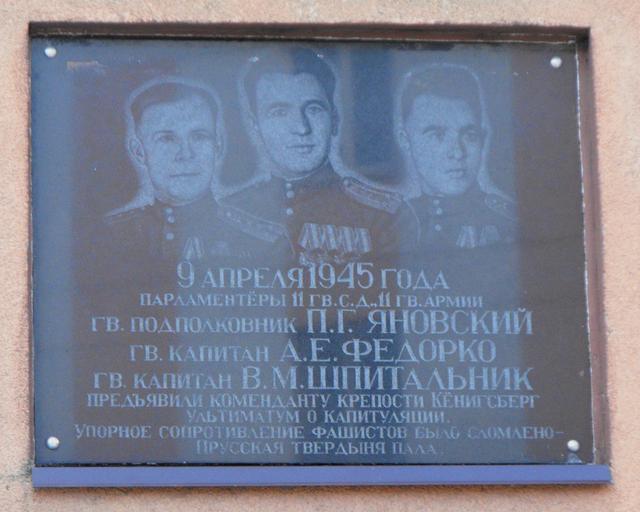 9 АПРЕЛЯ 1945 ГОДА
ПАРЛАМЕНТЁРЫ 11 ГВ. С.Д., 11 ГВ. АРМИИ
ГВ. ПОДПОЛКОВНИК П.Г. ЯНОВСКИЙ
ГВ. КАПИТАН А.Е. ФЕДОРКО
ГВ. КАПИТАН В.М. ШПИТАЛЬНИК
ПРЕДЪЯВИЛИ КОМЕНДАНТУ КРЕПОСТИ КЁНИГСБЕРГ
УЛЬТИМАТУМ О КАПИТУЛЯЦИИ.
УПОРНОЕ СОПРОТИВЛЕНИЕ ФАШИСТОВ БЫЛО СЛОМЛЕНО-
ПРУССКАЯ ТВЕРДЫНЯ ПАЛА.